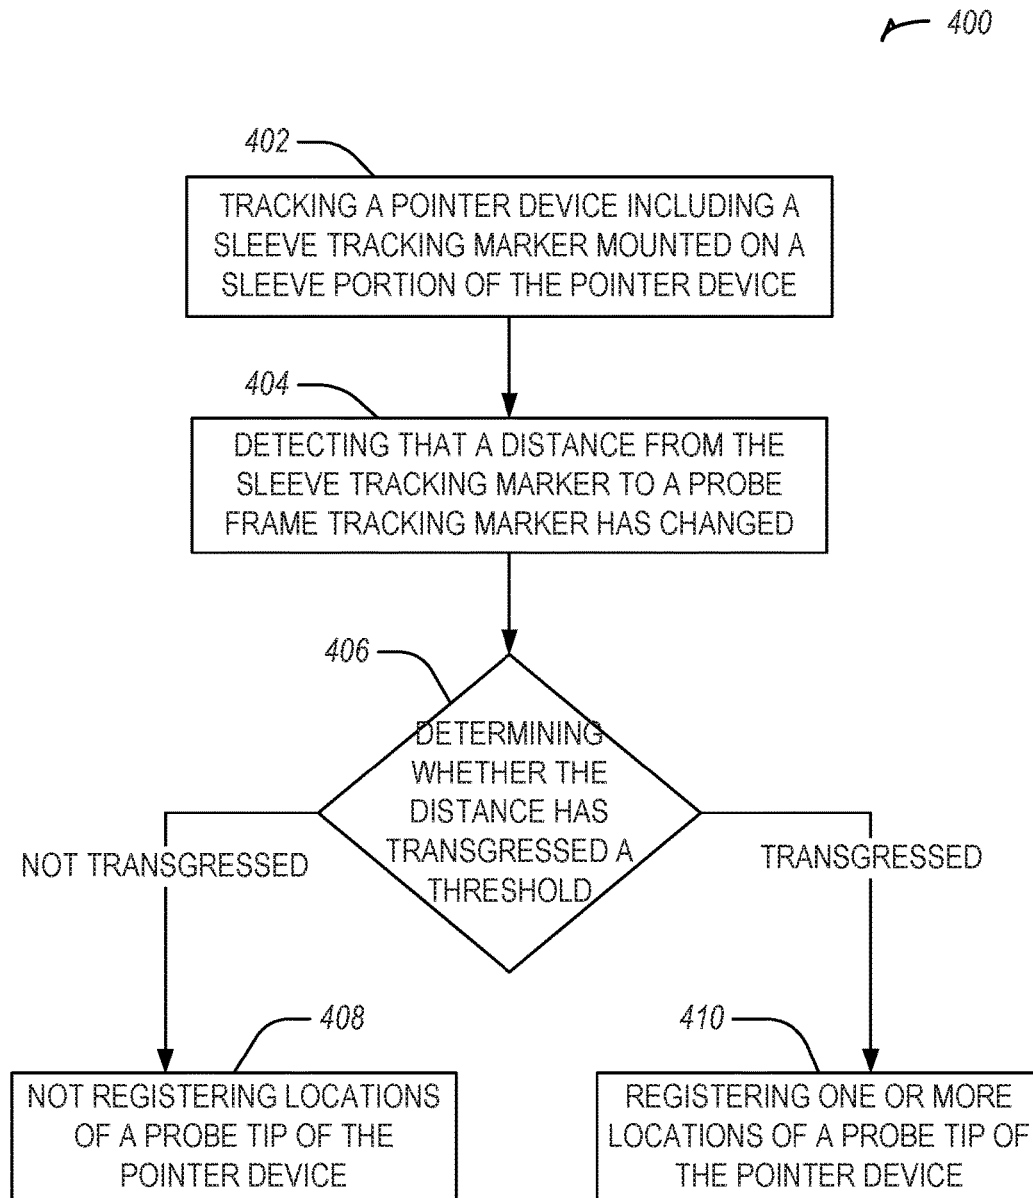 400
402
TRACKING A POINTER DEVICE INCLUDING A
SLEEVE TRACKING MARKER MOUNTED ON A
SLEEVE PORTION OF THE POINTER DEVICE
404
DETECTING THAT A DISTANCE FROM THE
SLEEVE TRACKING MARKER TO A PROBE
FRAME TRACKING MARKER HAS CHANGED
406
DETERMINING
WHETHER THE
DISTANCE HAS
TRANSGRESSED A
THRESHOLD
NOT TRANSGRESSED
TRANSGRESSED
408
NOT REGISTERING LOCATIONS
OF A PROBE TIP OF THE
POINTER DEVICE
410
REGISTERING ONE OR MORE
LOCATIONS OF A PROBE TIP OF
THE POINTER DEVICE